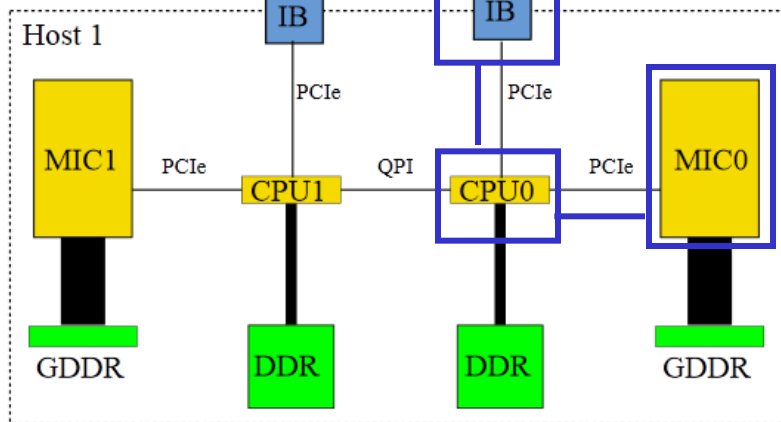 IB
IB
Host 1
PCIe
PCIe
MIC1
PCIe
QPI
PCIe
MIC0
CPU1
CPU0
DDR
DDR
GDDR
GDDR